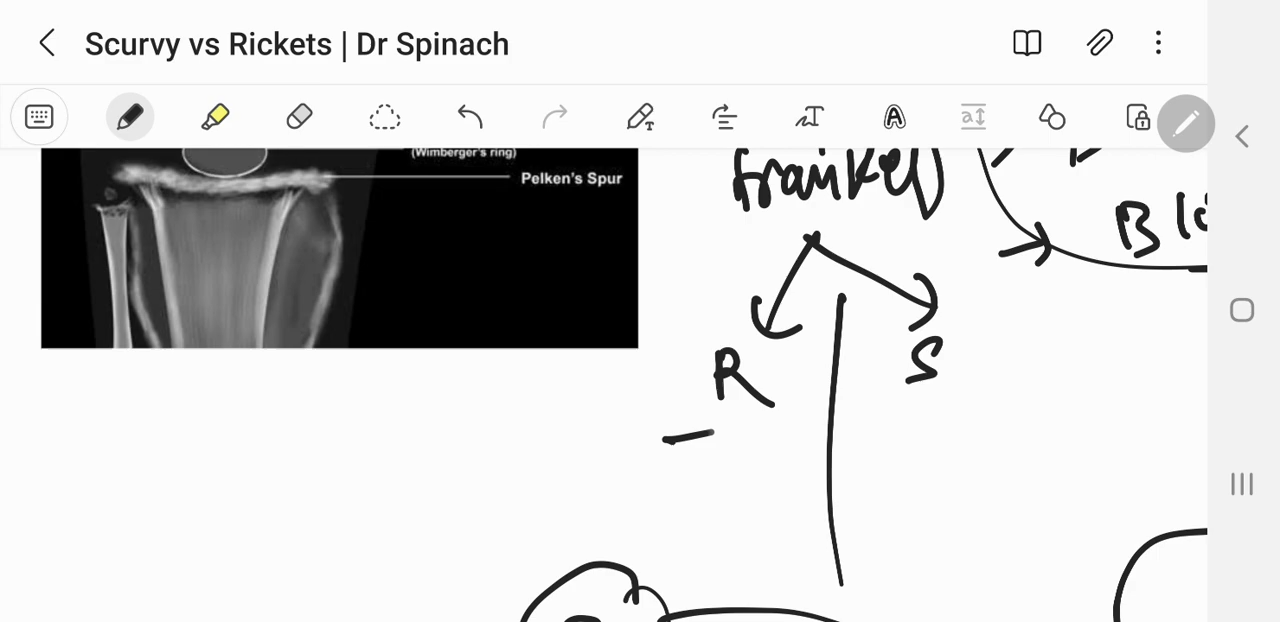 Scurvy vs Rickets | Dr Spinach
(Wimberger's ring)
Pelken's Spur
frankel
R
S